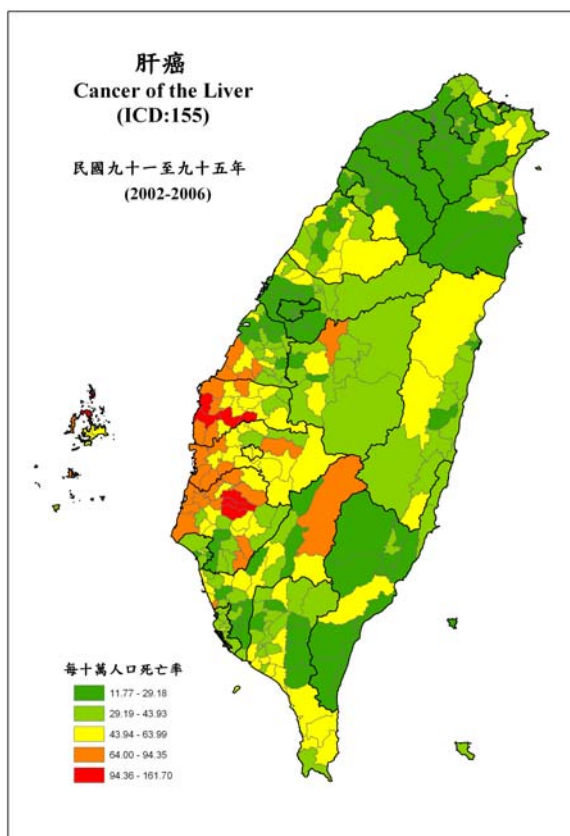 肝癌
Cancer of the Liver
(ICD:155)
民國九十一至九十五年
(2002-2006)
每十萬人口死亡率
11.77 - 29.18
29.19 - 43.93
43.94 - 63.99
64.00 - 94.35
94.36 - 161.70